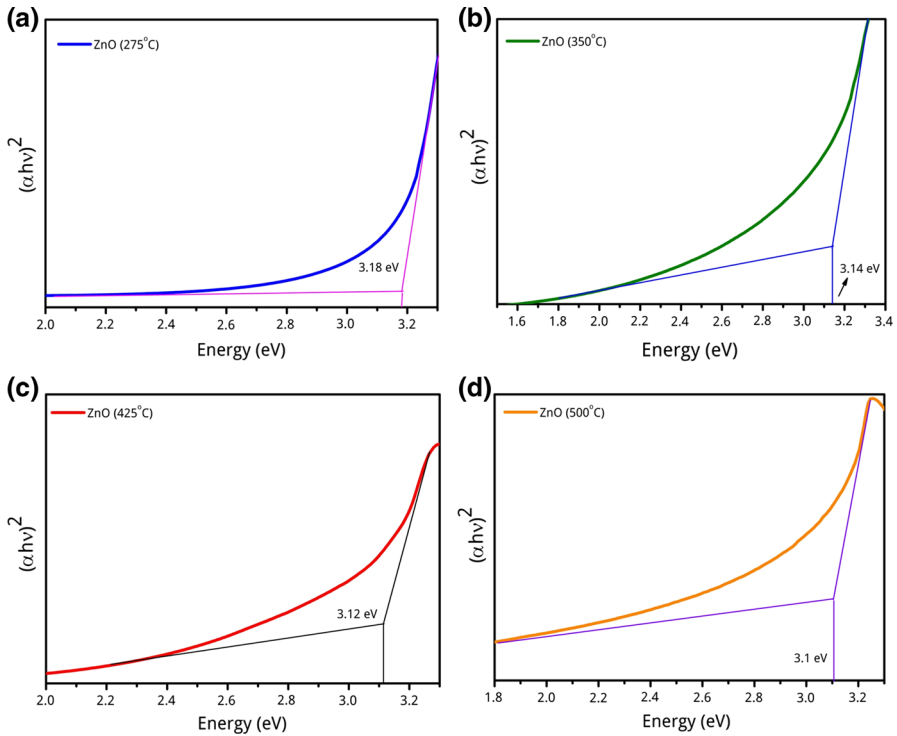 (a)
ZnO (275°C)
(αhν)²
3.18 eV
2.0 2.2 2.4 2.6 2.8 3.0 3.2
Energy (eV)
(b)
ZnO (350°C)
(αhν)²
3.14 eV
1.6 1.8 2.0 2.2 2.4 2.6 2.8 3.0 3.2 3.4
Energy (eV)
(c)
ZnO (425°C)
(αhν)²
3.12 eV
2.0 2.2 2.4 2.6 2.8 3.0 3.2
Energy (eV)
(d)
ZnO (500°C)
(αhν)²
3.1 eV
1.8 2.0 2.2 2.4 2.6 2.8 3.0 3.2
Energy (eV)